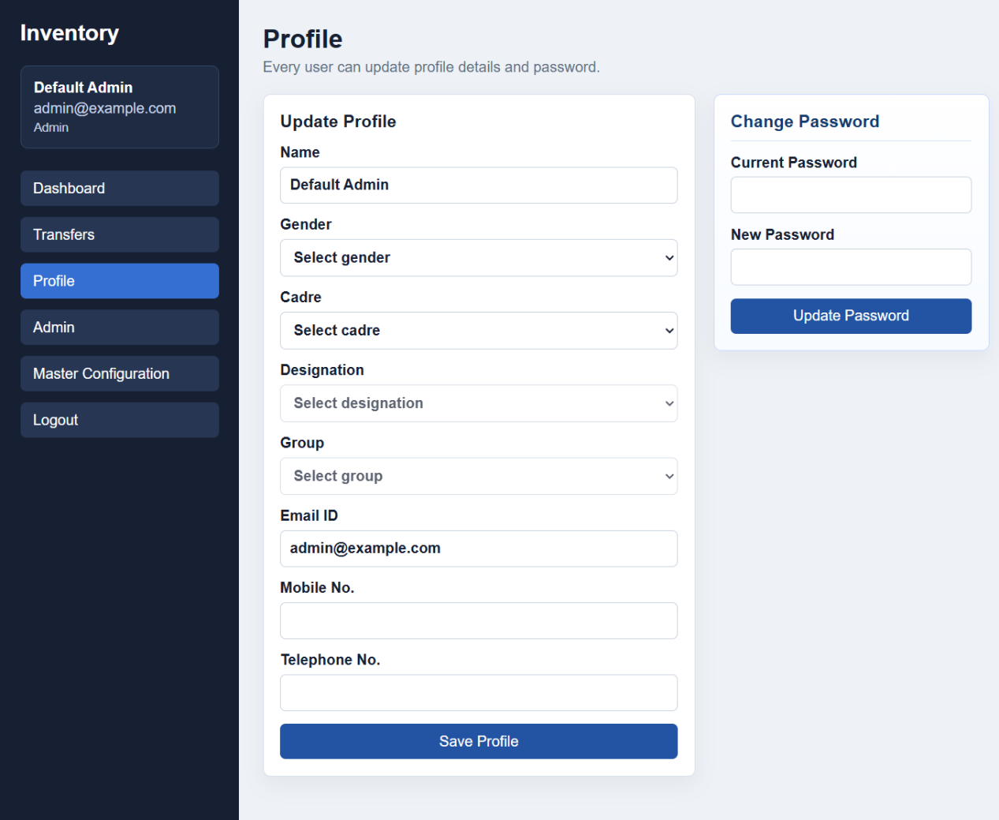 Inventory
Default Admin
admin@example.com
Admin
Dashboard
Transfers
Profile
Admin
Master Configuration
Logout
Profile
Every user can update profile details and password.
Update Profile
Name
Default Admin
Gender
Select gender
Cadre
Select cadre
Designation
Select designation
Group
Select group
Email ID
admin@example.com
Mobile No.
Telephone No.
Save Profile
Change Password
Current Password
New Password
Update Password